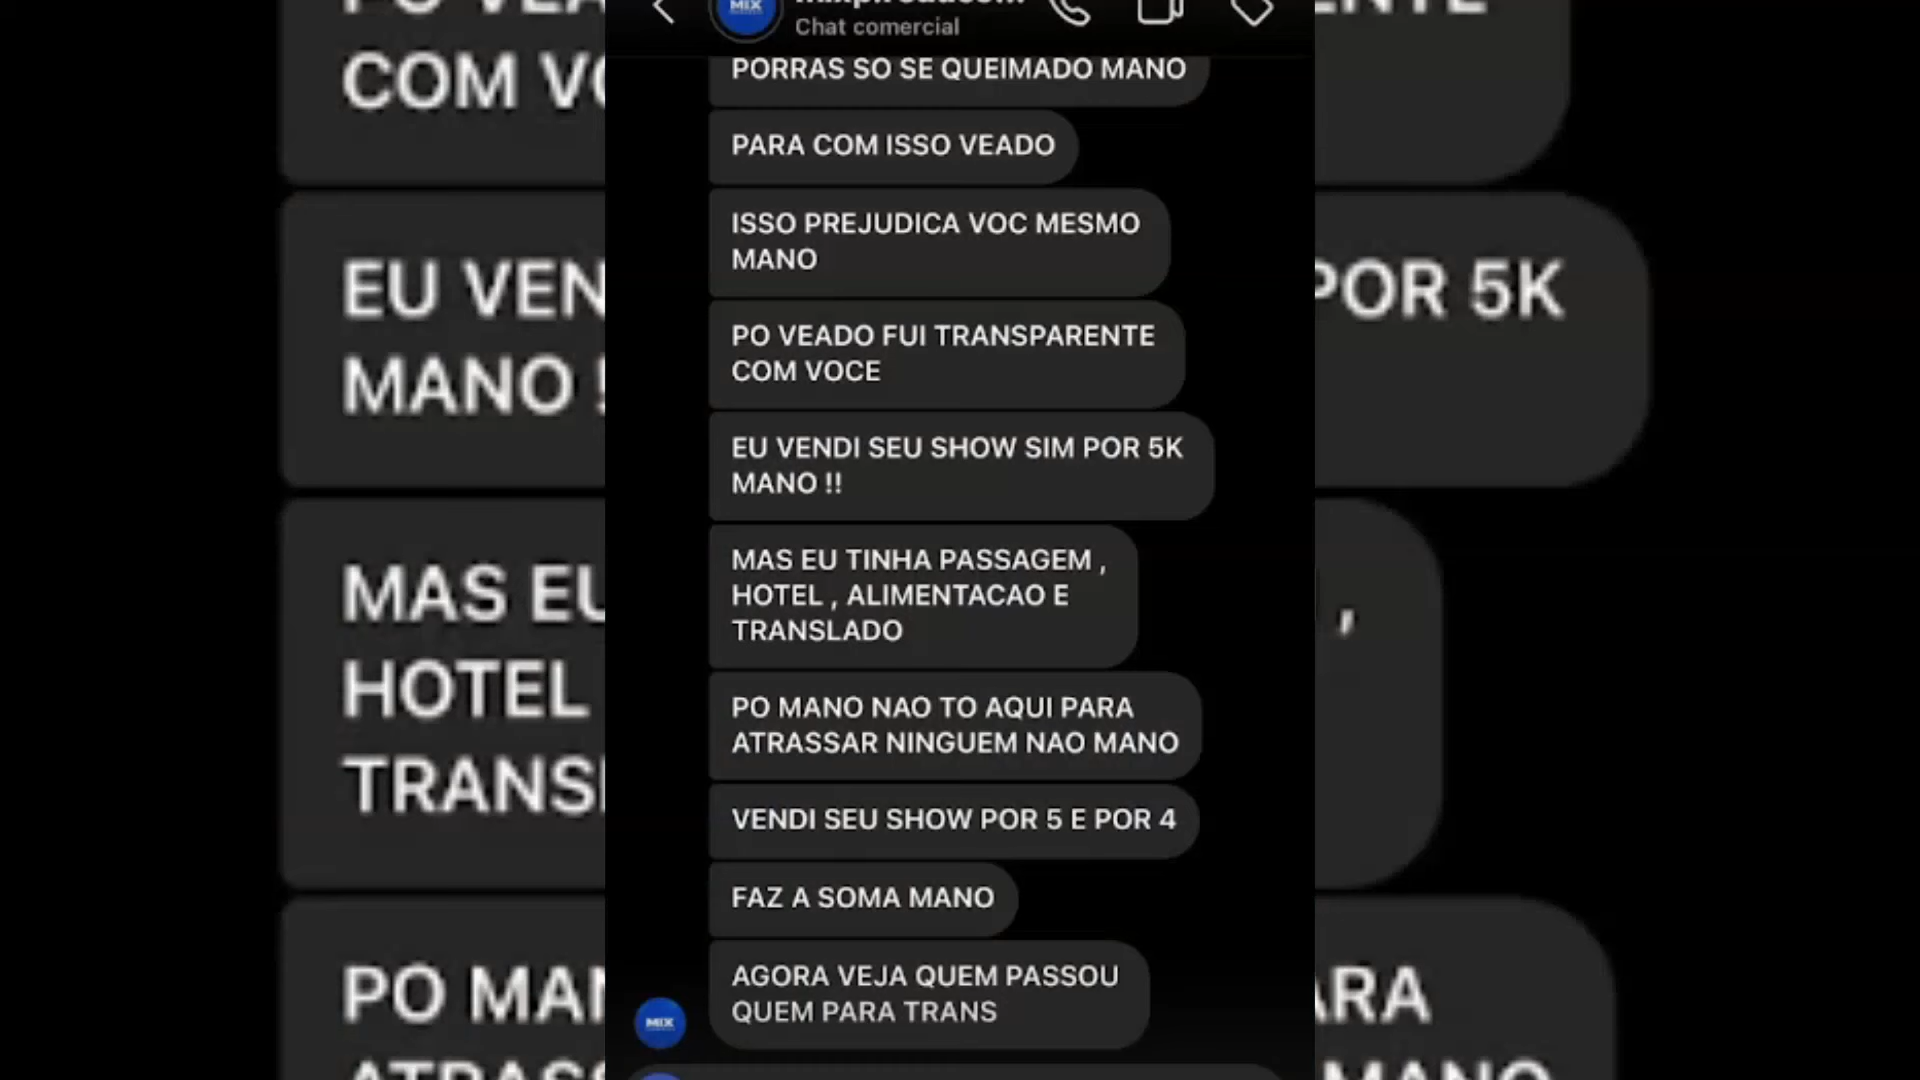 MIX
Chat comercial
PORRAS SO SE QUEIMADO MANO
PARA COM ISSO VEADO
ISSO PREJUDICA VOC MESMO
MANO
PO VEADO FUI TRANSPARENTE
COM VOCE
EU VENDI SEU SHOW SIM POR 5K
MANO !!
MAS EU TINHA PASSAGEM ,
HOTEL , ALIMENTACAO E
TRANSLADO
PO MANO NAO TO AQUI PARA
ATRASSAR NINGUEM NAO MANO
VENDI SEU SHOW POR 5 E POR 4
FAZ A SOMA MANO
AGORA VEJA QUEM PASSOU
QUEM PARA TRANS
MIX